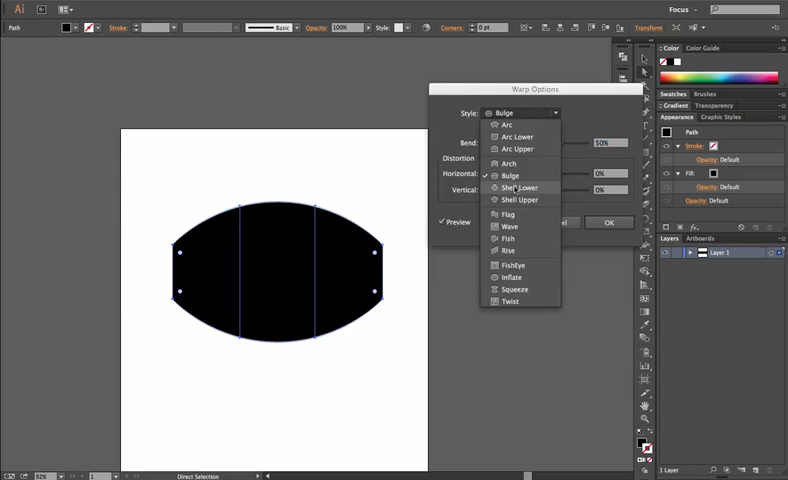 Ai Br Focus
Path Stroke: Basic Opacity: 100% Style: Corners: 0 pt Transform
Warp Options
Style: Bulge
Arc
Arc Lower
Arc Upper
Arch
Bulge
Shell Lower
Shell Upper
Flag
Wave
Fish
Rise
FishEye
Inflate
Squeeze
Twist
Bend: 50%
Distortion
Horizontal: 0%
Vertical: 0%
Preview OK
Color Color Guide
Swatches Brushes
Gradient Transparency
Appearance Graphic Styles
Path
Stroke:
Opacity: Default
Fill:
Opacity: Default
Opacity: Default
Layers Artboards
Layer 1
1 Layer
92% 1 Direct Selection